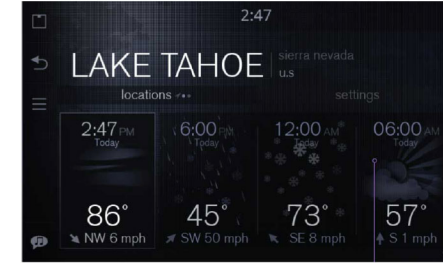 2:47
LAKE TAHOE
sierra nevada
u.s
locations
settings
2:47 PM
Today
86°
NW 6 mph
6:00 PM
Today
45°
SW 50 mph
12:00 AM
Today
73°
SE 8 mph
06:00 AM
Today
57°
S 1 mph